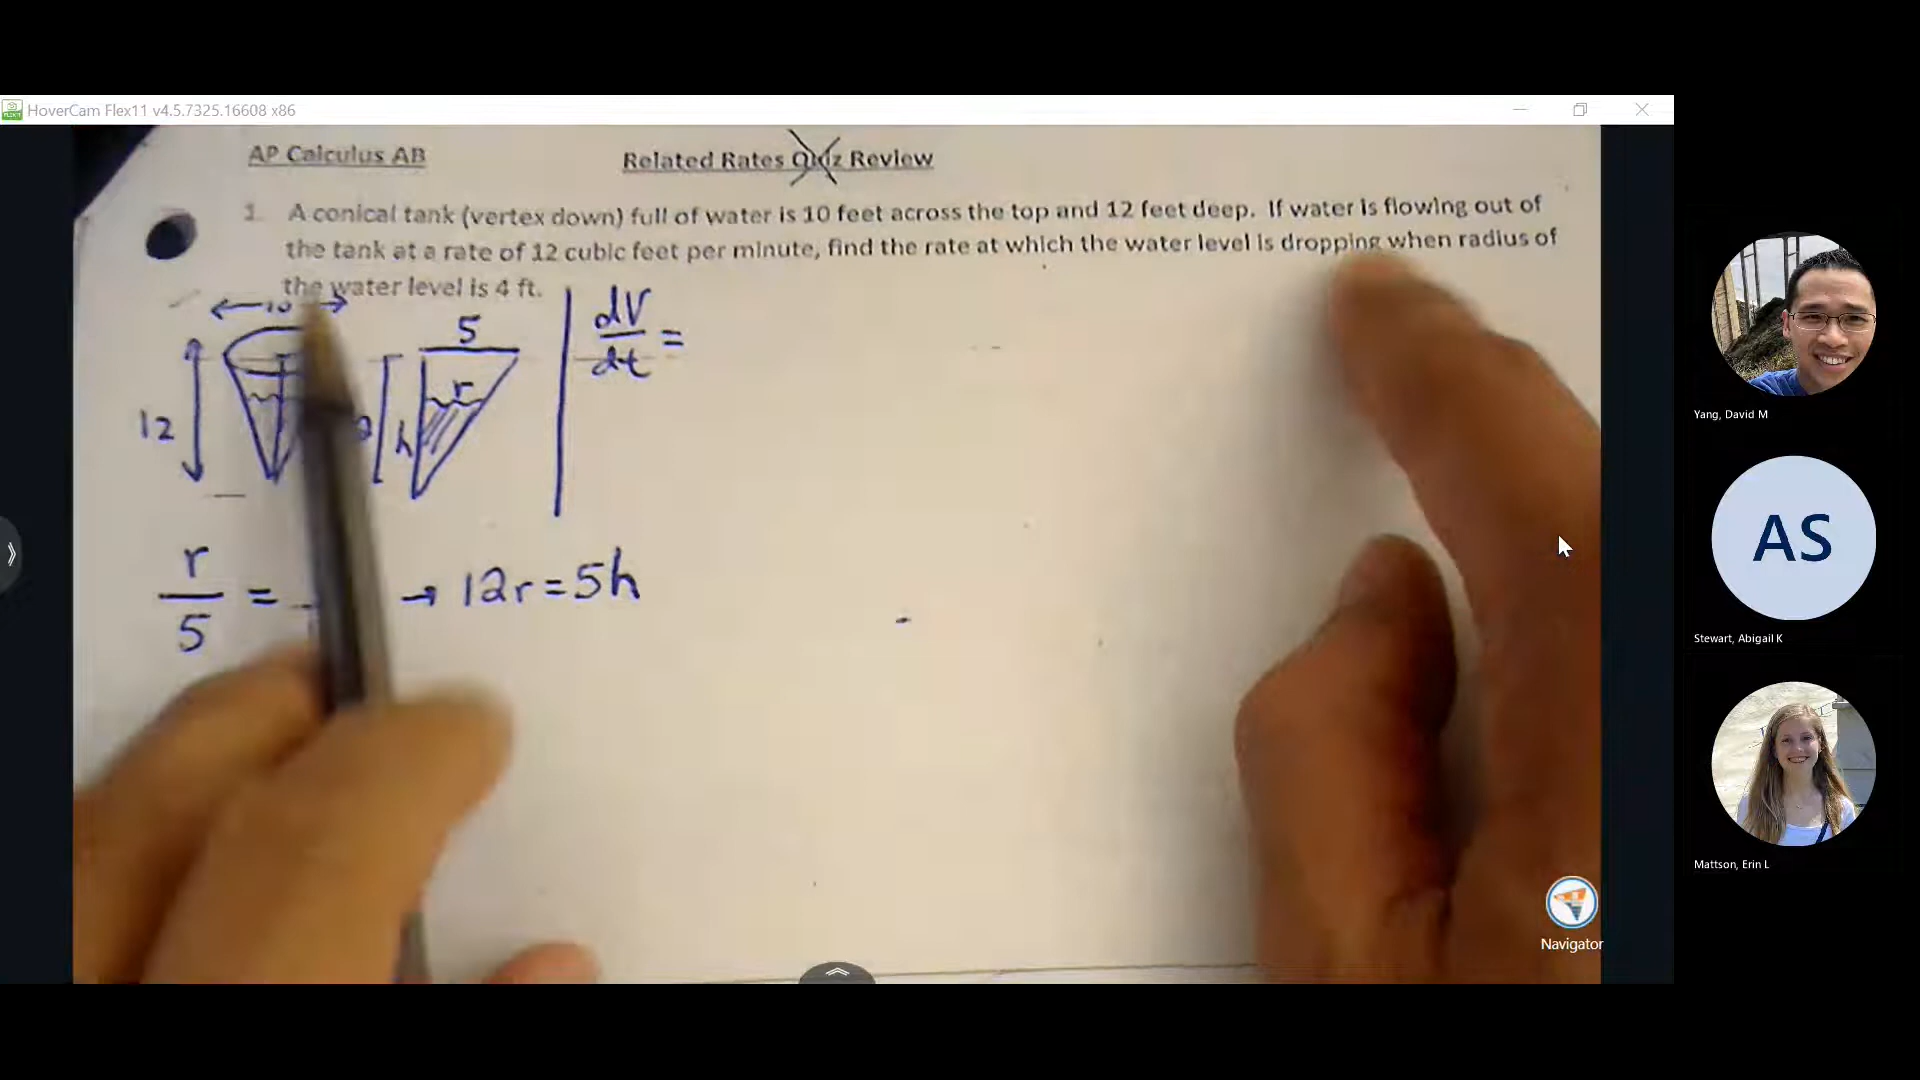 HoverCam Flex11 v4.5.7325.16608 x86
AP Calculus AB
Related Rates Quiz Review
1. A conical tank (vertex down) full of water is 10 feet across the top and 12 feet deep. If water is flowing out of
the tank at a rate of 12 cubic feet per minute, find the rate at which the water level is dropping when radius of
the water level is 4 ft.
10
5
dV
dt =
r
12
h
r
5 = → 12r=5h
Yang, David M
AS
Stewart, Abigail K
Mattson, Erin L
Navigator